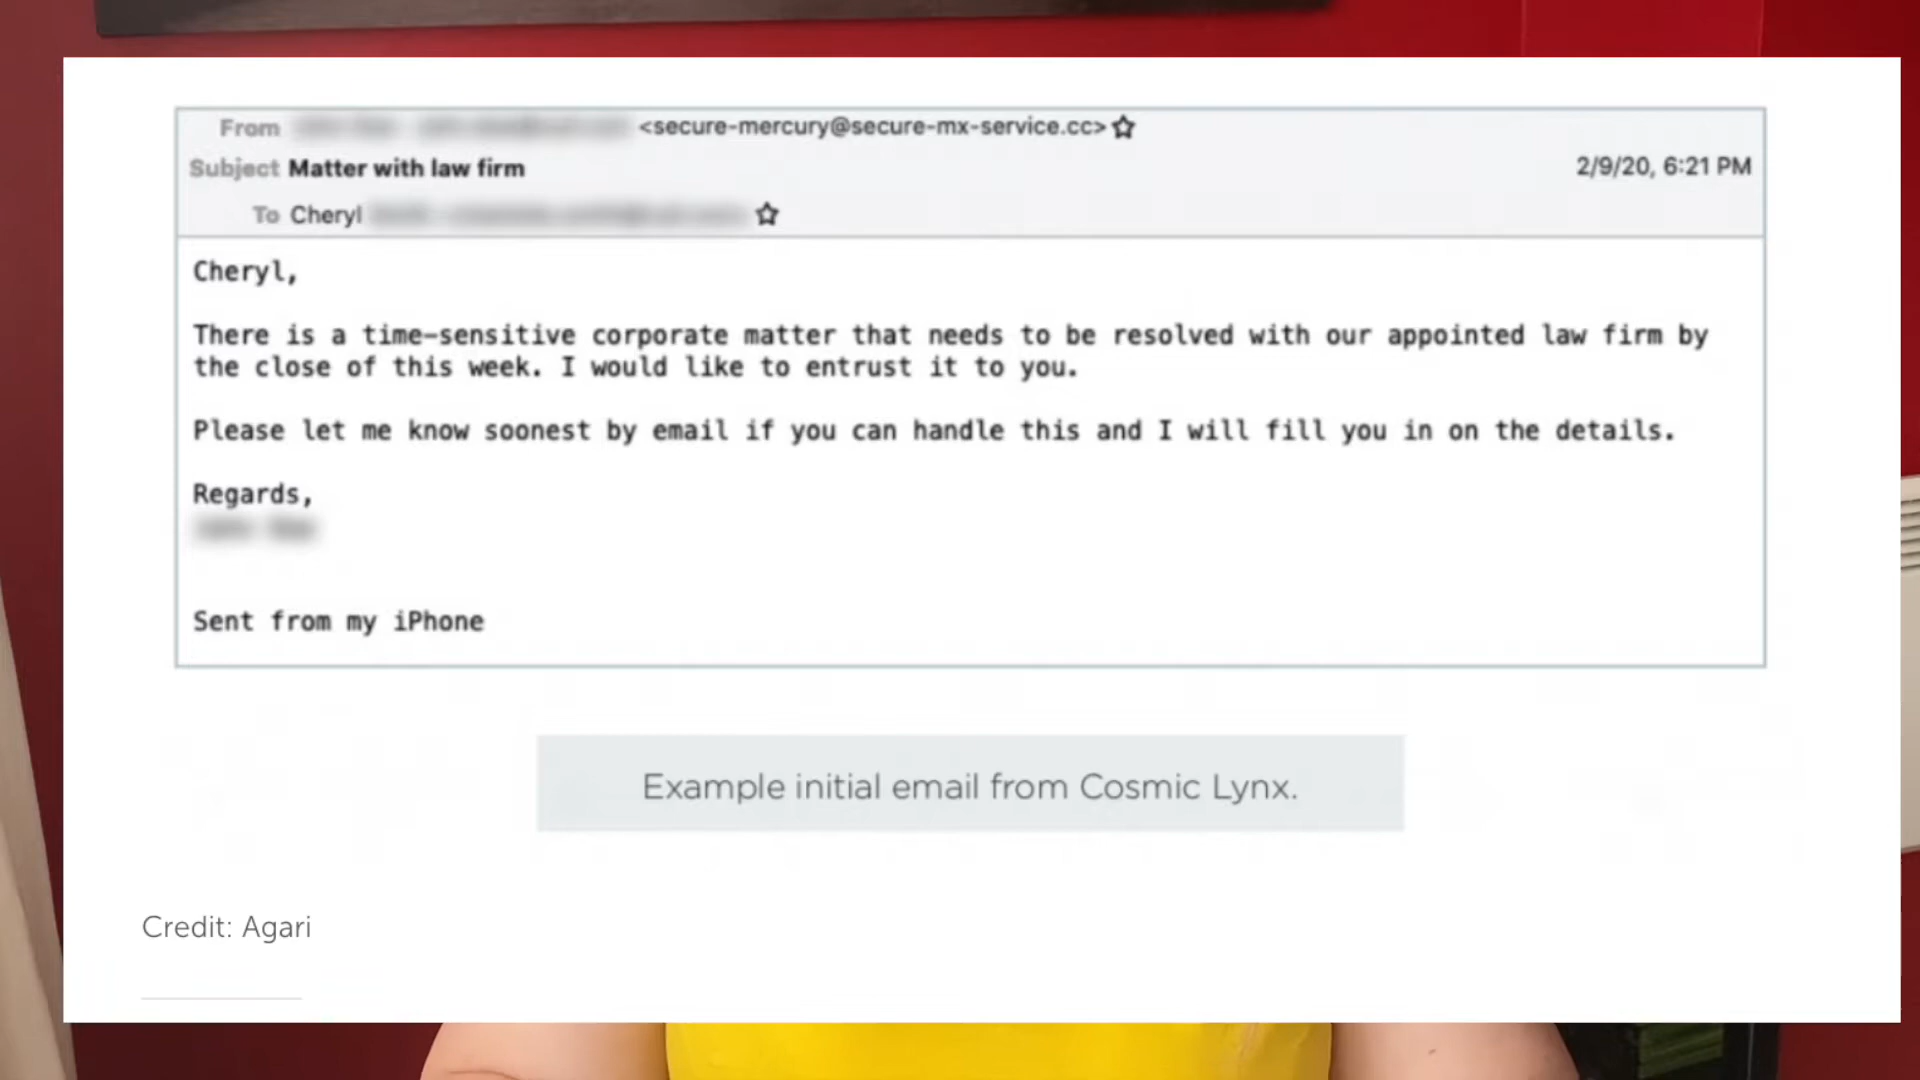 From <secure-mercury@secure-mx-service.cc>
Subject Matter with law firm
2/9/20, 6:21 PM
To Cheryl
Cheryl,
There is a time-sensitive corporate matter that needs to be resolved with our appointed law firm by
the close of this week. I would like to entrust it to you.
Please let me know soonest by email if you can handle this and I will fill you in on the details.
Regards,
Sent from my iPhone
Example initial email from Cosmic Lynx.
Credit: Agari